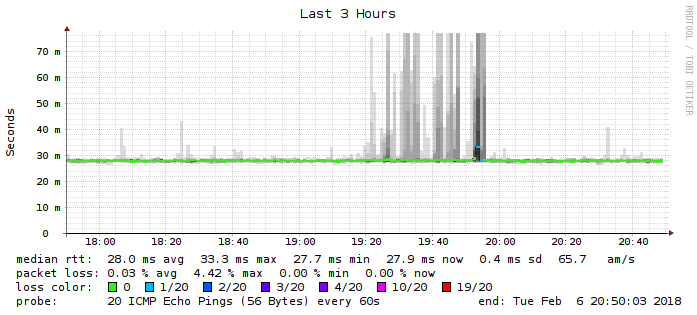 Last 3 Hours
RRDTOOL / TOBI OETIKER
Seconds
70 m
60 m
50 m
40 m
30 m
20 m
10 m
0
18:00 18:20 18:40 19:00 19:20 19:40 20:00 20:20 20:40
median rtt: 28.0 ms avg 33.3 ms max 27.7 ms min 27.9 ms now 0.4 ms sd 65.7 am/s
packet loss: 0.03 % avg 4.42 % max 0.00 % min 0.00 % now
loss color: 0 1/20 2/20 3/20 4/20 10/20 19/20
probe: 20 ICMP Echo Pings (56 Bytes) every 60s end: Tue Feb 6 20:50:03 2018